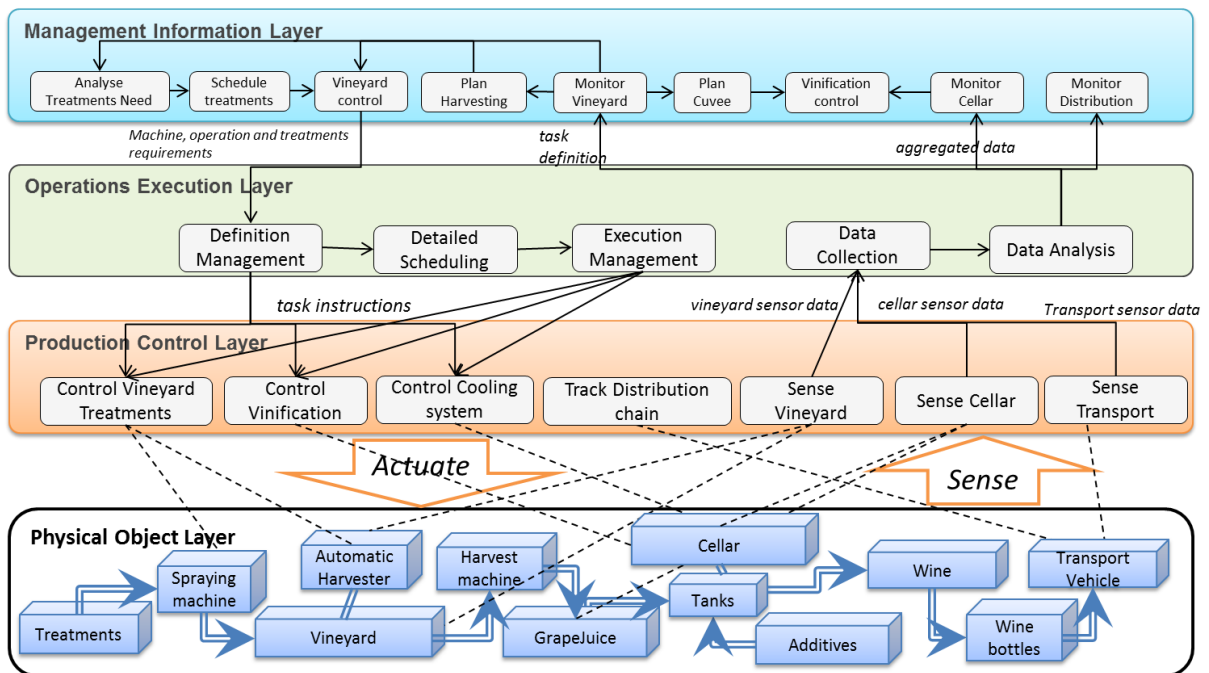 Management Information Layer
Analyse
Treatments Need
Schedule
treatments
Vineyard
control
Plan
Harvesting
Monitor
Vineyard
Plan
Cuvee
Vinification
control
Monitor
Cellar
Monitor
Distribution
Machine, operation and treatments
requirements
task
definition
aggregated data
Operations Execution Layer
Definition
Management
Detailed
Scheduling
Execution
Management
Data
Collection
Data Analysis
task instructions
vineyard sensor data
cellar sensor data
Transport sensor data
Production Control Layer
Control Vineyard
Treatments
Control
Vinification
Control Cooling
system
Track Distribution
chain
Sense
Vineyard
Sense Cellar
Sense
Transport
Actuate
Sense
Physical Object Layer
Treatments
Spraying
machine
Automatic
Harvester
Vineyard
Harvest
machine
GrapeJuice
Cellar
Tanks
Additives
Wine
Wine
bottles
Transport
Vehicle